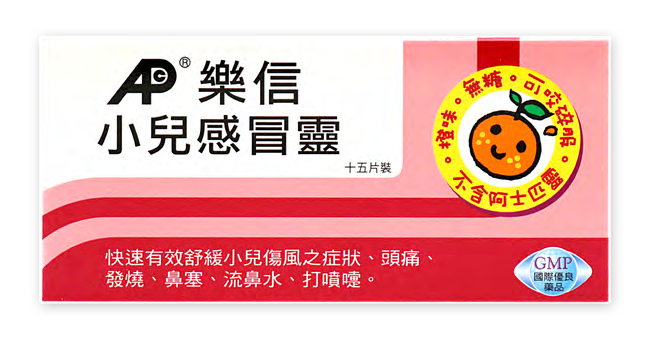 APC® 樂信
小兒感冒靈
十五片裝
橙味。無糖。可咬碎服。
不含阿士匹靈
快速有效舒緩小兒傷風之症狀、頭痛、
發燒、鼻塞、流鼻水、打噴嚏。
GMP
國際優良
藥品